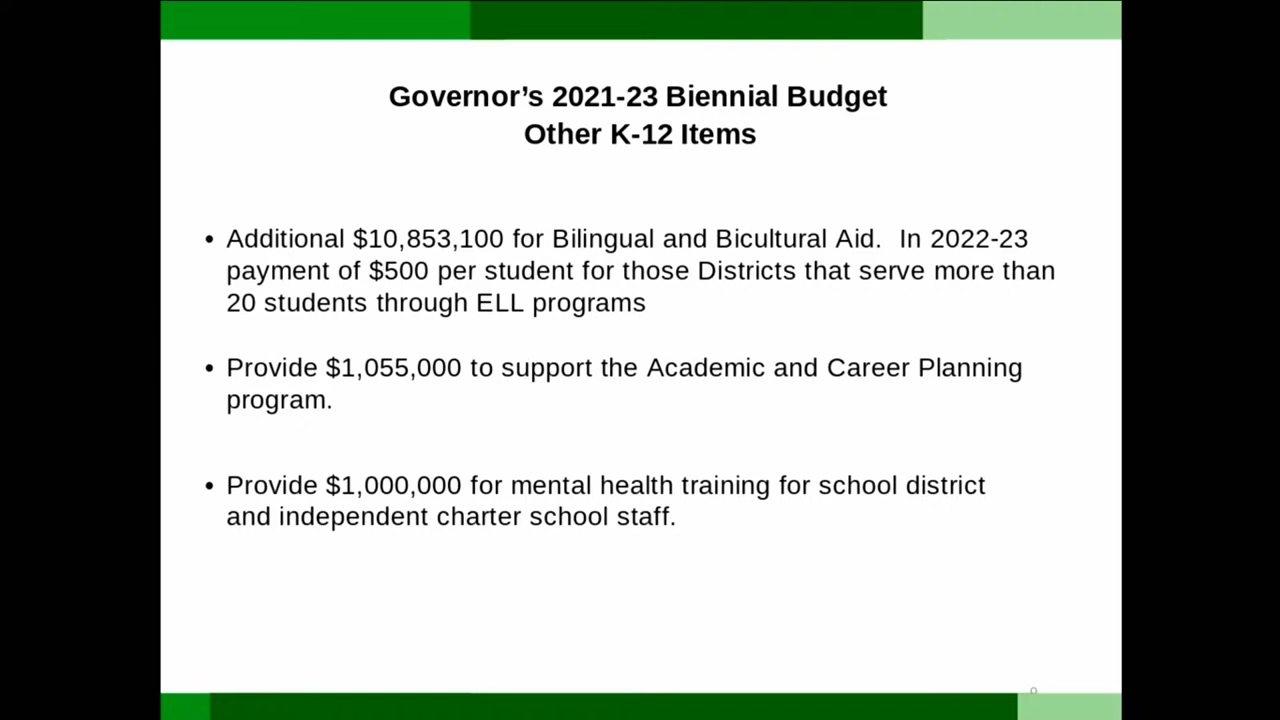 Governor’s 2021-23 Biennial Budget
Other K-12 Items
• Additional $10,853,100 for Bilingual and Bicultural Aid.  In 2022-23
payment of $500 per student for those Districts that serve more than
20 students through ELL programs
• Provide $1,055,000 to support the Academic and Career Planning
program.
• Provide $1,000,000 for mental health training for school district
and independent charter school staff.